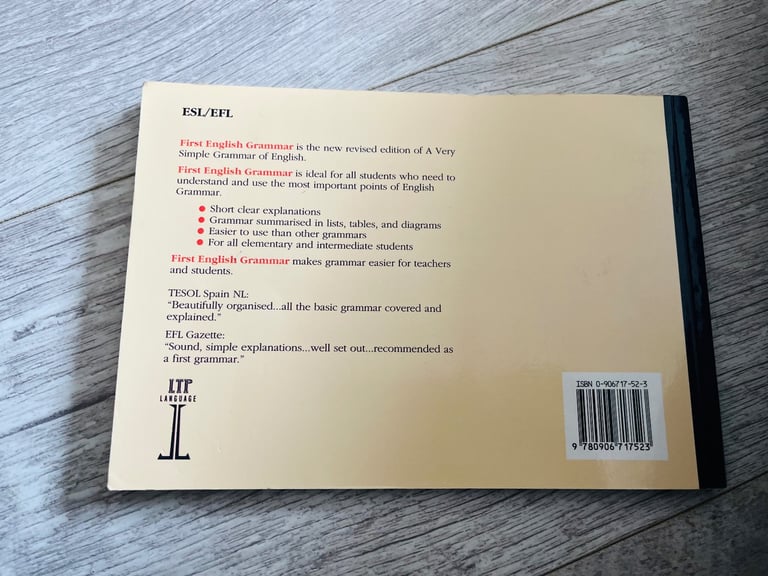 ESL/EFL
First English Grammar is the new revised edition of A Very
Simple Grammar of English.
First English Grammar is ideal for all students who need to
understand and use the most important points of English
Grammar.
● Short clear explanations
● Grammar summarised in lists, tables, and diagrams
● Easier to use than other grammars
● For all elementary and intermediate students
First English Grammar makes grammar easier for teachers
and students.
TESOL Spain NL:
“Beautifully organised...all the basic grammar covered and
explained.”
EFL Gazette:
“Sound, simple explanations...well set out...recommended as
a first grammar.”
LTP
LANGUAGE
ISBN 0-906717-52-3
9 780906 717523